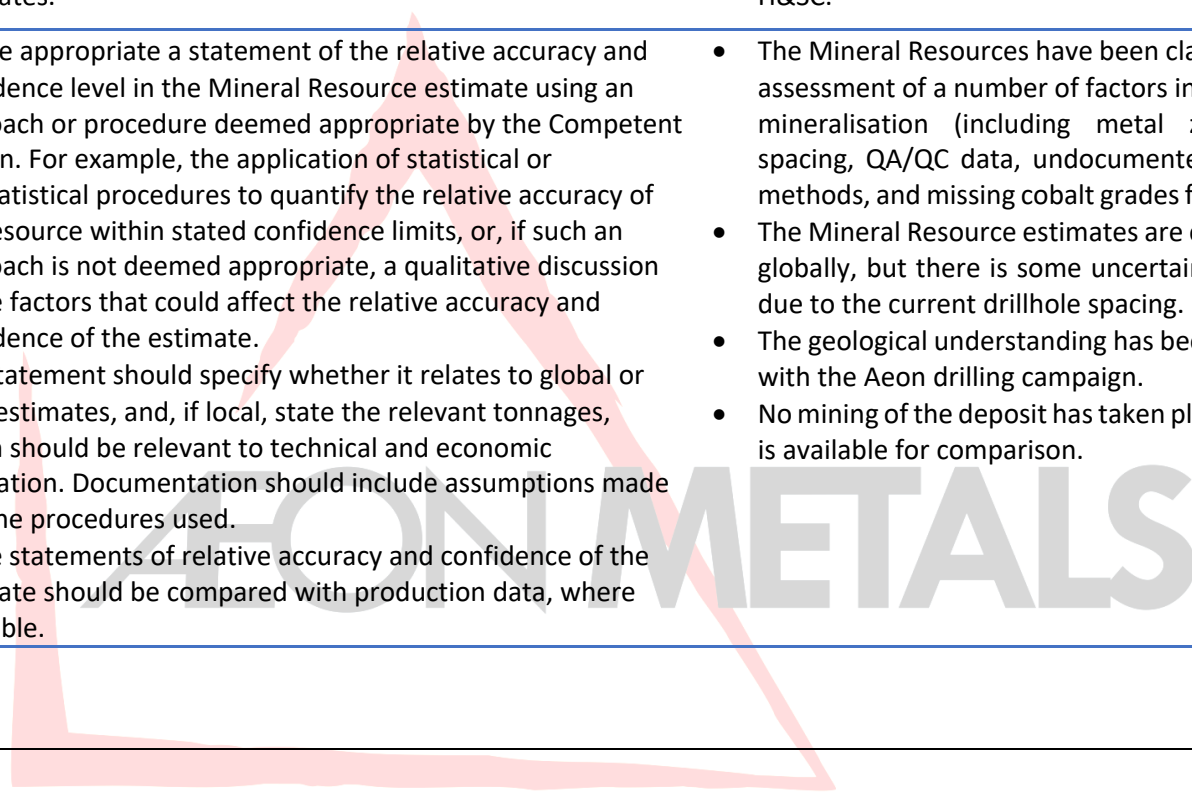 e appropriate a statement of the relative accuracy and
dence level in the Mineral Resource estimate using an
oach or procedure deemed appropriate by the Competent
n. For example, the application of statistical or
tatistical procedures to quantify the relative accuracy of
esource within stated confidence limits, or, if such an
oach is not deemed appropriate, a qualitative discussion
e factors that could affect the relative accuracy and
dence of the estimate.
tatement should specify whether it relates to global or
estimates, and, if local, state the relevant tonnages,
should be relevant to technical and economic
ation. Documentation should include assumptions made
he procedures used.
e statements of relative accuracy and confidence of the
ate should be compared with production data, where
ble.
• The Mineral Resources have been cla
assessment of a number of factors in
mineralisation (including metal z
spacing, QA/QC data, undocumente
methods, and missing cobalt grades f
• The Mineral Resource estimates are
globally, but there is some uncertain
due to the current drillhole spacing.
• The geological understanding has bee
with the Aeon drilling campaign.
• No mining of the deposit has taken pl
is available for comparison.
ÆON METALS